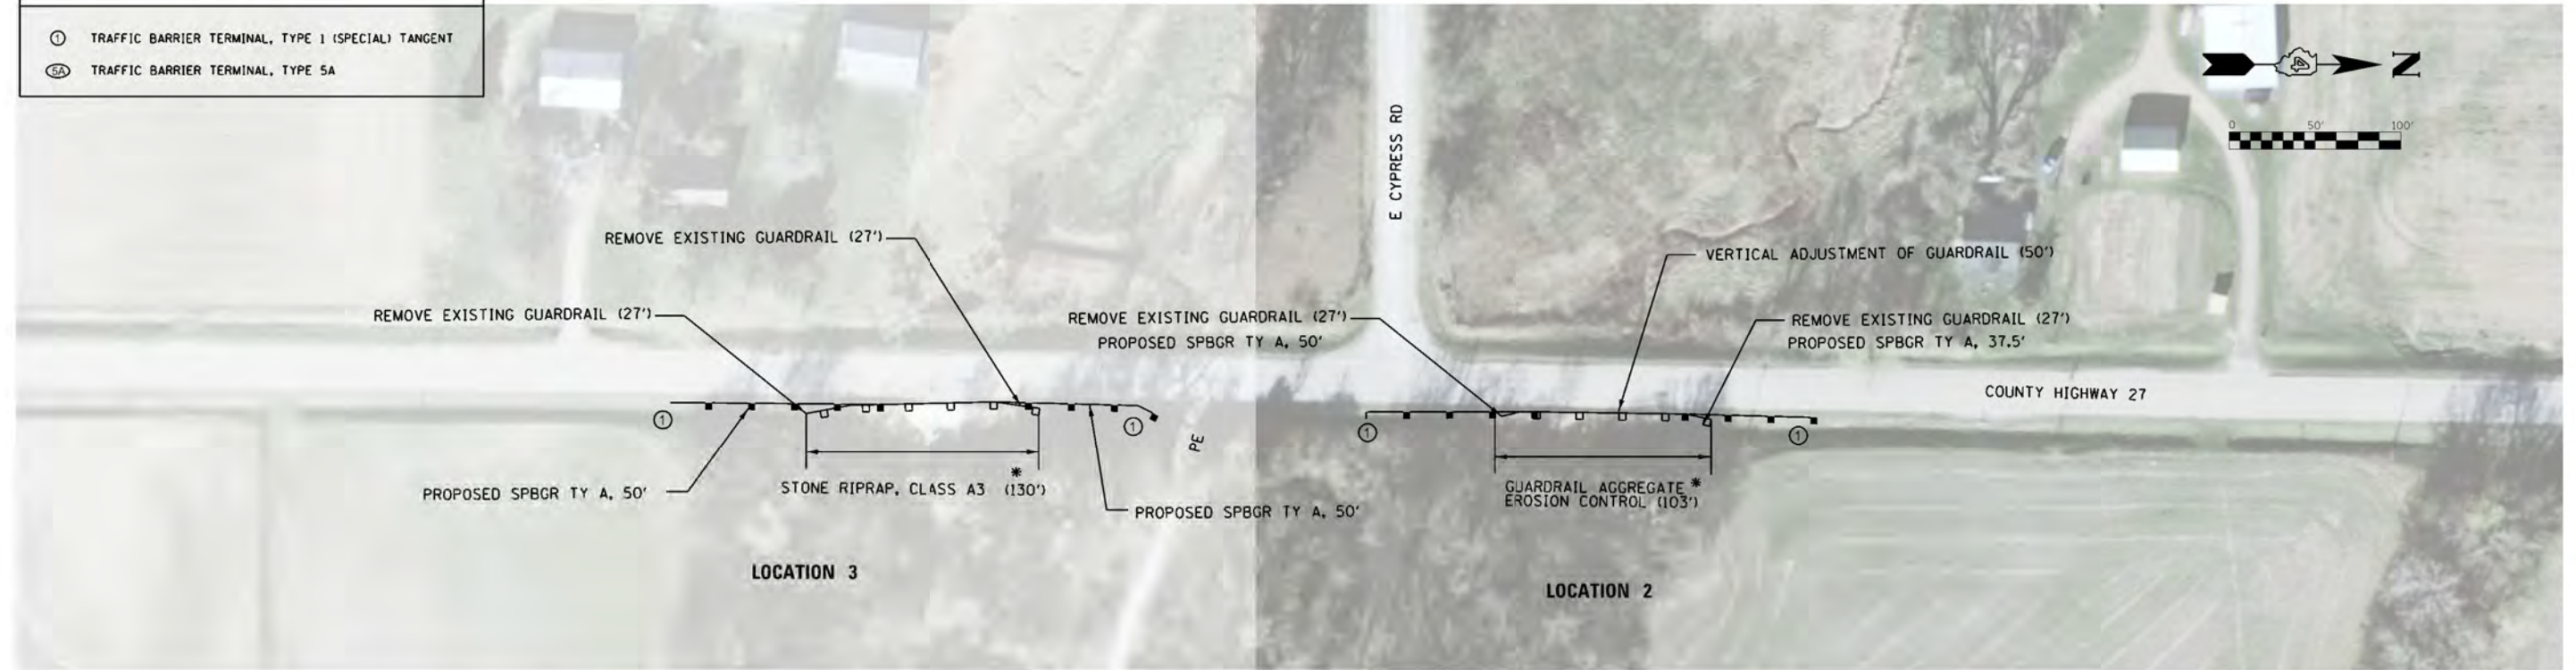 ① TRAFFIC BARRIER TERMINAL, TYPE 1 (SPECIAL) TANGENT
5A TRAFFIC BARRIER TERMINAL, TYPE 5A
N
0 50' 100'
E CYPRESS RD
REMOVE EXISTING GUARDRAIL (27')
VERTICAL ADJUSTMENT OF GUARDRAIL (50')
REMOVE EXISTING GUARDRAIL (27')
REMOVE EXISTING GUARDRAIL (27')
PROPOSED SPBGR TY A, 50'
REMOVE EXISTING GUARDRAIL (27')
PROPOSED SPBGR TY A, 37.5'
COUNTY HIGHWAY 27
①
①
PE
①
①
PROPOSED SPBGR TY A, 50'
STONE RIPRAP, CLASS A3 * (130')
PROPOSED SPBGR TY A, 50'
GUARDRAIL AGGREGATE *
EROSION CONTROL (103')
LOCATION 3
LOCATION 2